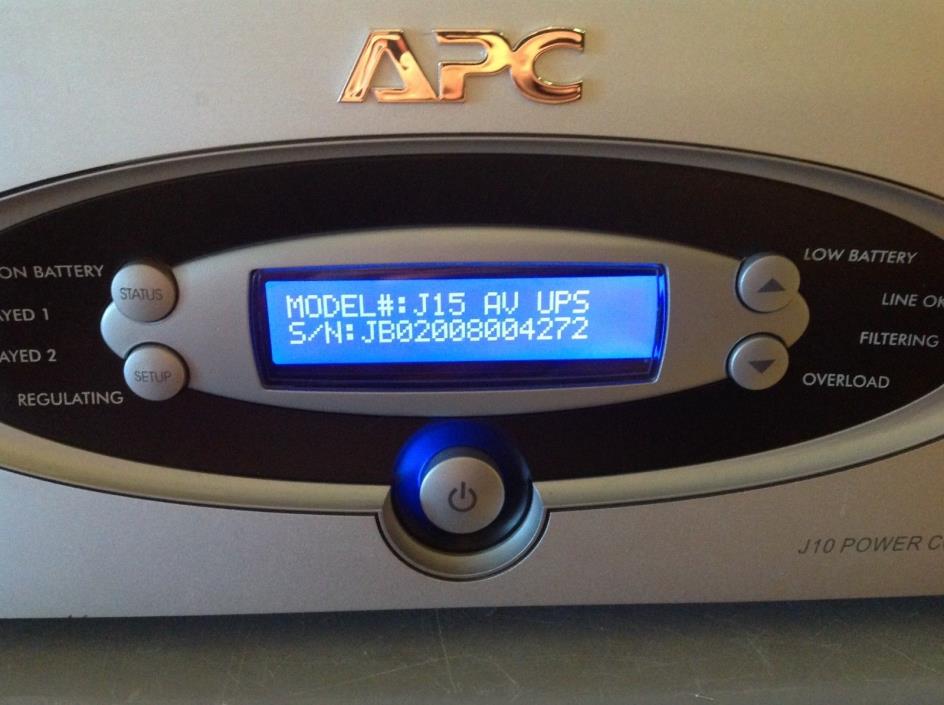 APC
ON BATTERY
AYED 1
AYED 2
REGULATING
STATUS
SETUP
MODEL#:J15 AV UPS
S/N:JB02008004272
LOW BATTERY
LINE OK
FILTERING
OVERLOAD
J10 POWER